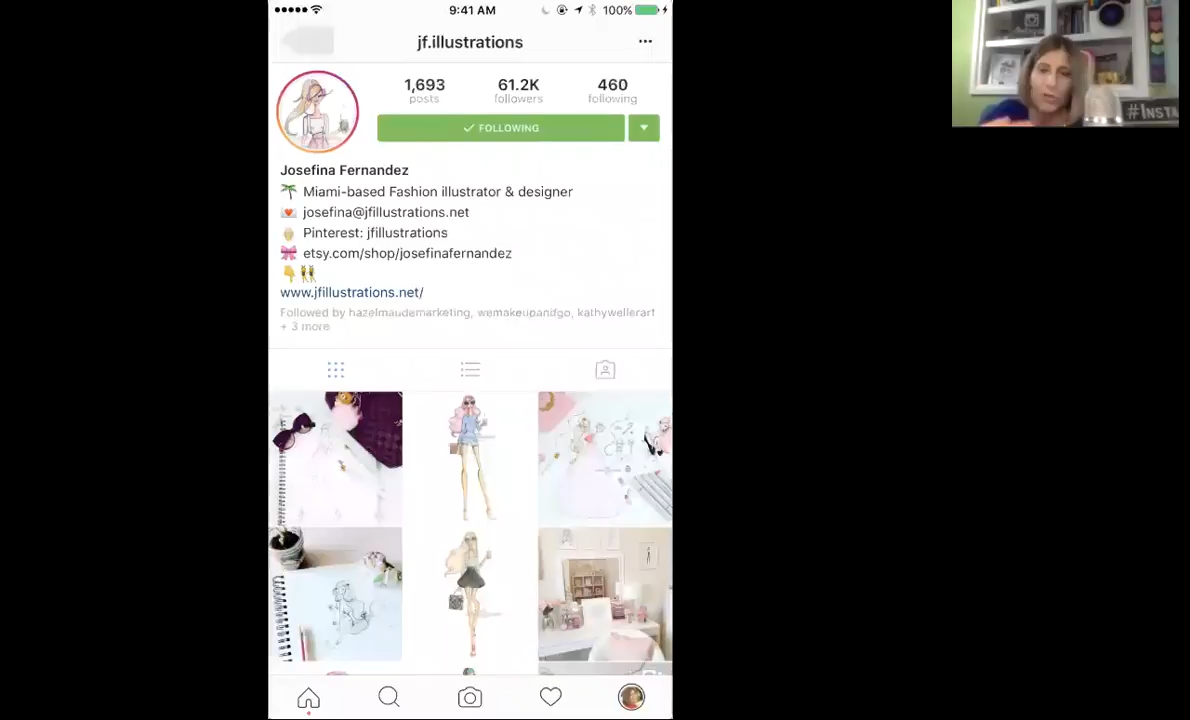 9:41 AM
100%
jf.illustrations
1,693
posts
61.2K
followers
460
following
FOLLOWING
Josefina Fernandez
Miami-based Fashion illustrator & designer
josefina@jfillustrations.net
Pinterest: jfillustrations
etsy.com/shop/josefinafernandez
www.jfillustrations.net/
Followed by hazelmaudemarketing, wemakeupandgo, kathywellerart
+ 3 more
#INSTA